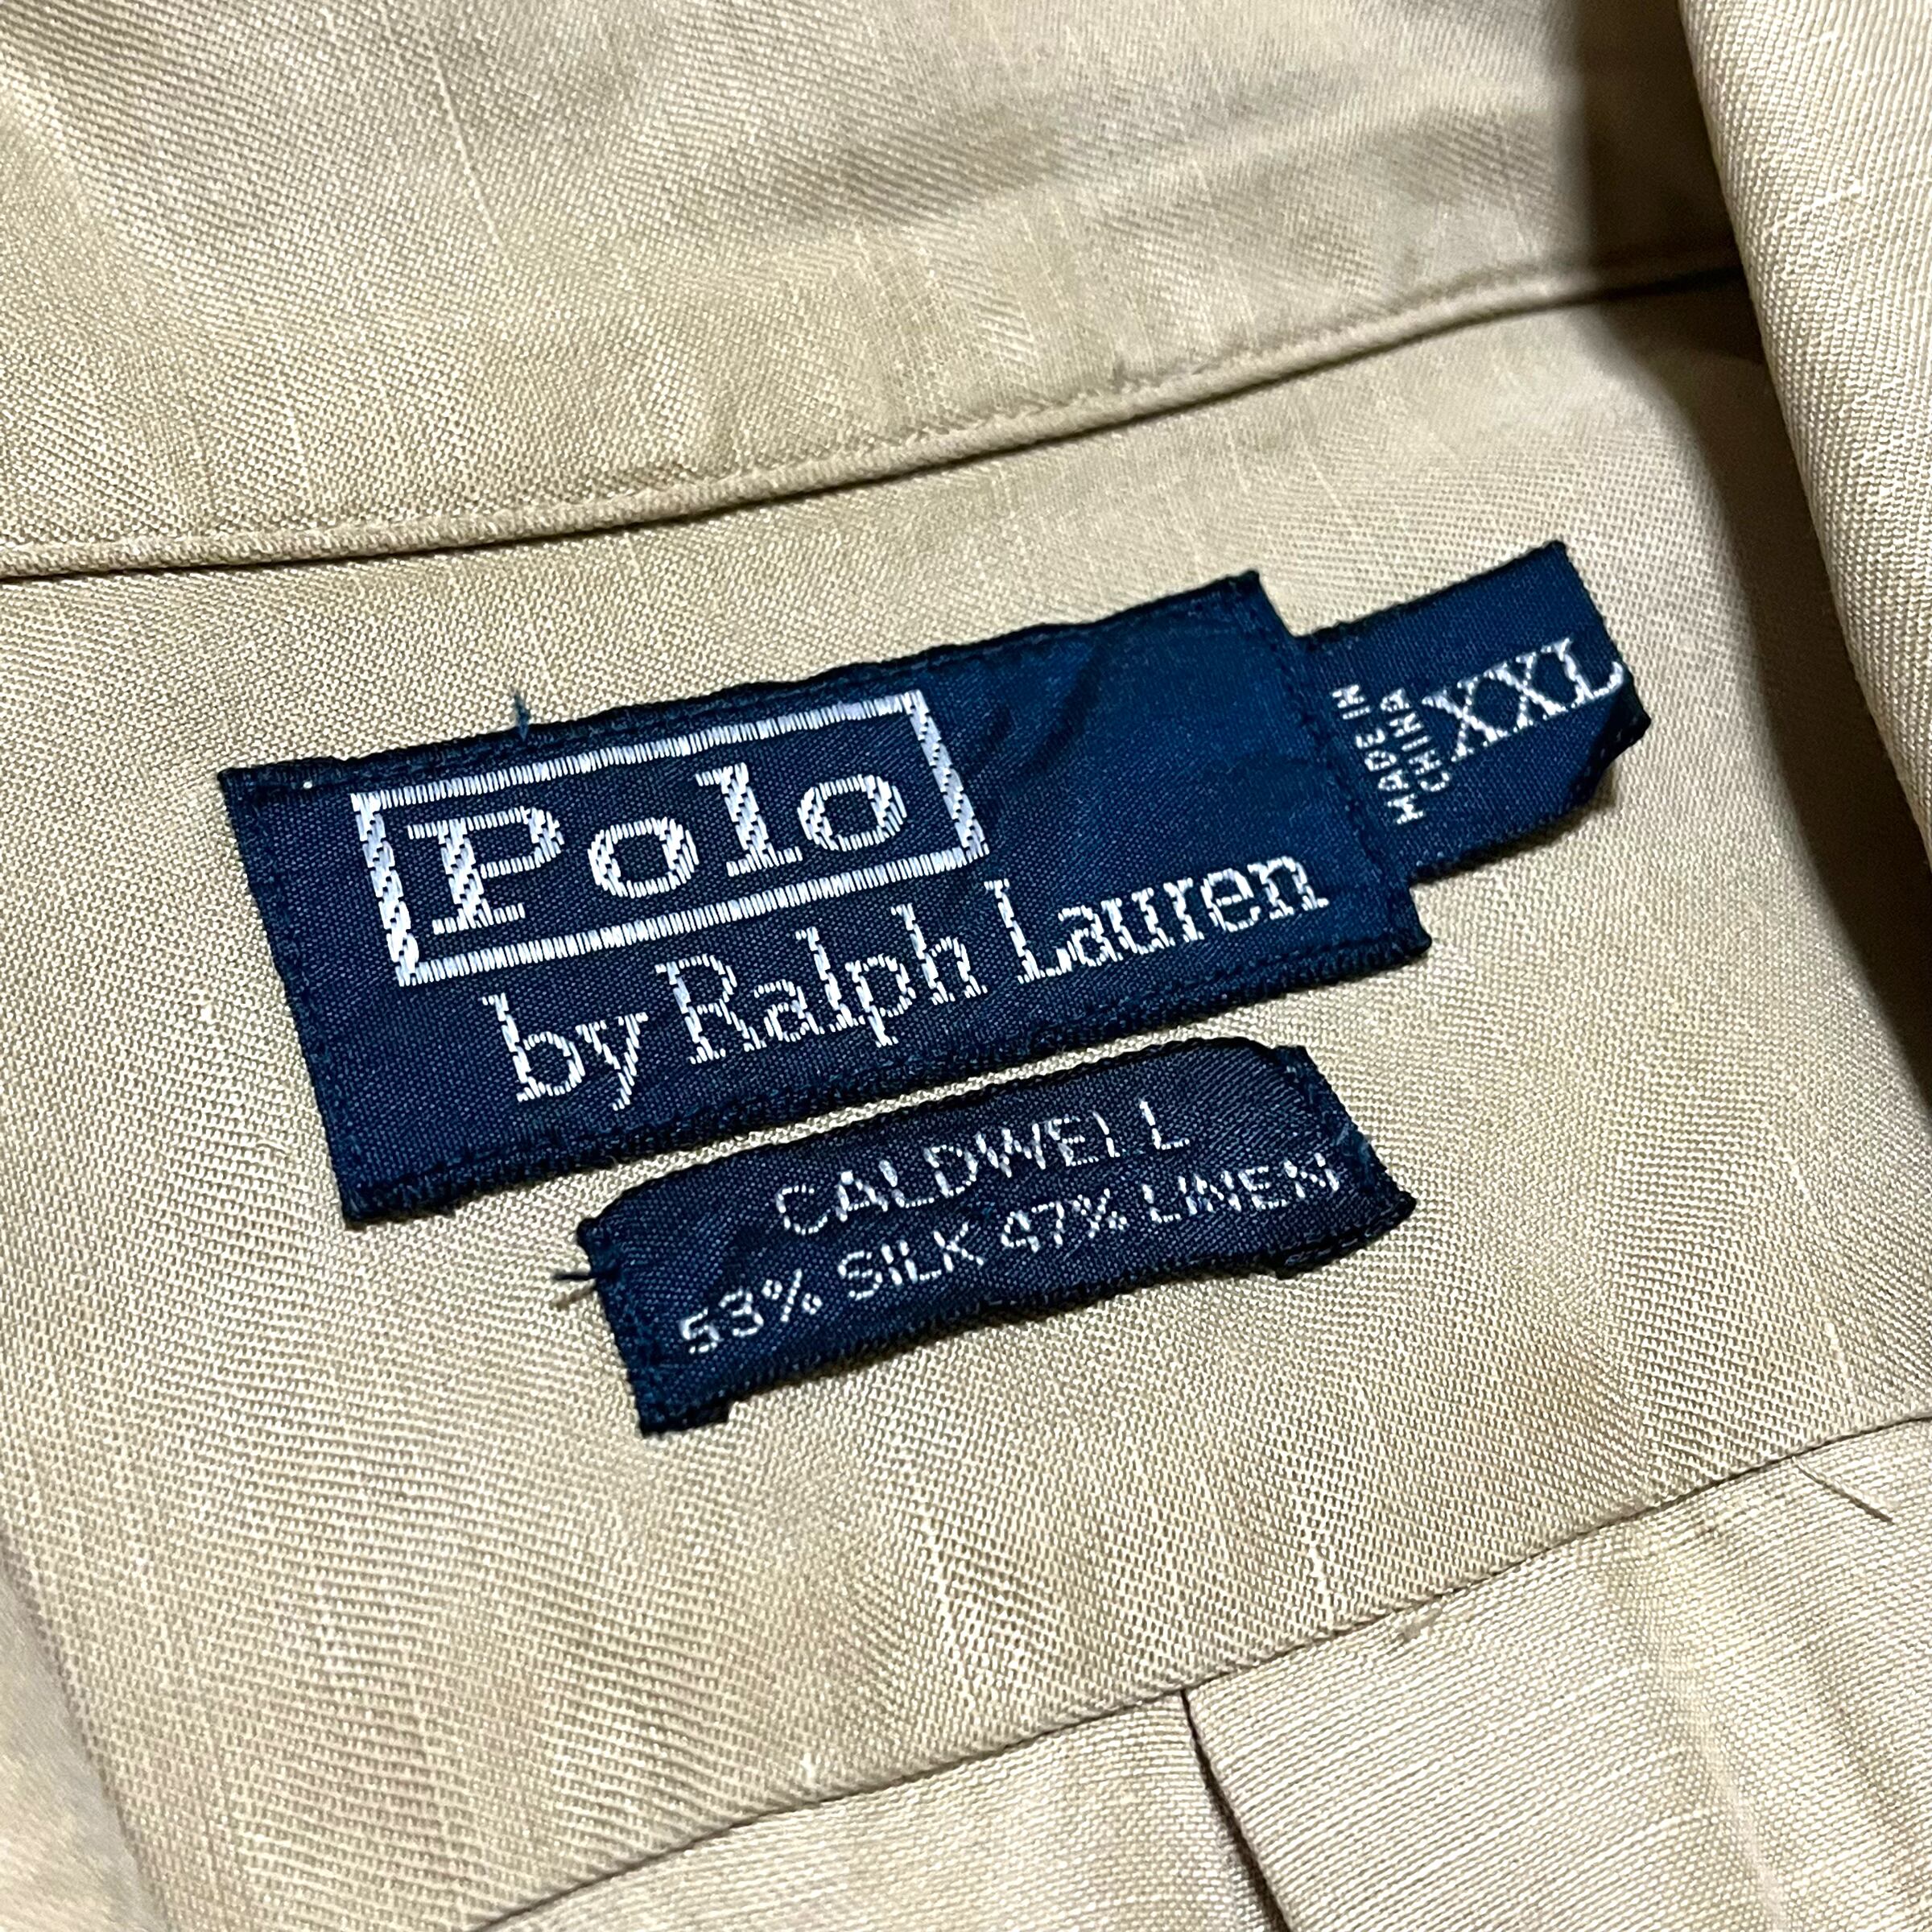 Polo
by Ralph Lauren
MADE IN
CHINA
XXL
CALDWELL
53% SILK 47% LINEN